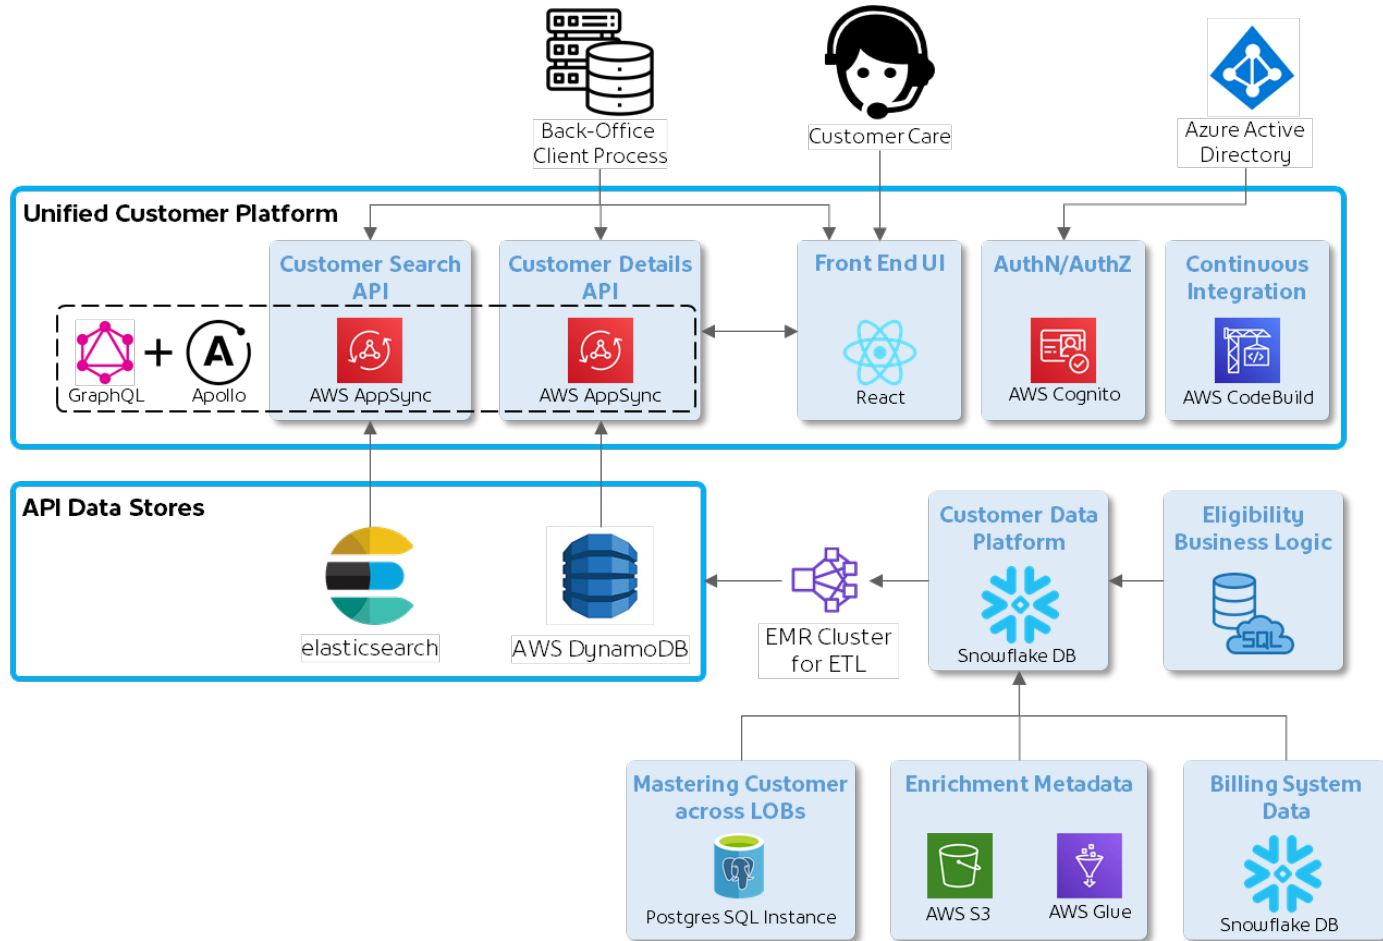 Back-Office
Client Process
Customer Care
Azure Active
Directory
Unified Customer Platform
Customer Search
API
Customer Details
API
Front End UI
AuthN/AuthZ
Continuous
Integration
A
GraphQL
+
Apollo
AWS AppSync
AWS AppSync
React
AWS Cognito
AWS CodeBuild
API Data Stores
elasticsearch
AWS DynamoDB
EMR Cluster
for ETL
Customer Data
Platform
Snowflake DB
Eligibility
Business Logic
SQL
Mastering Customer
across LOBs
Postgres SQL Instance
Enrichment Metadata
AWS S3
AWS Glue
Billing System
Data
Snowflake DB